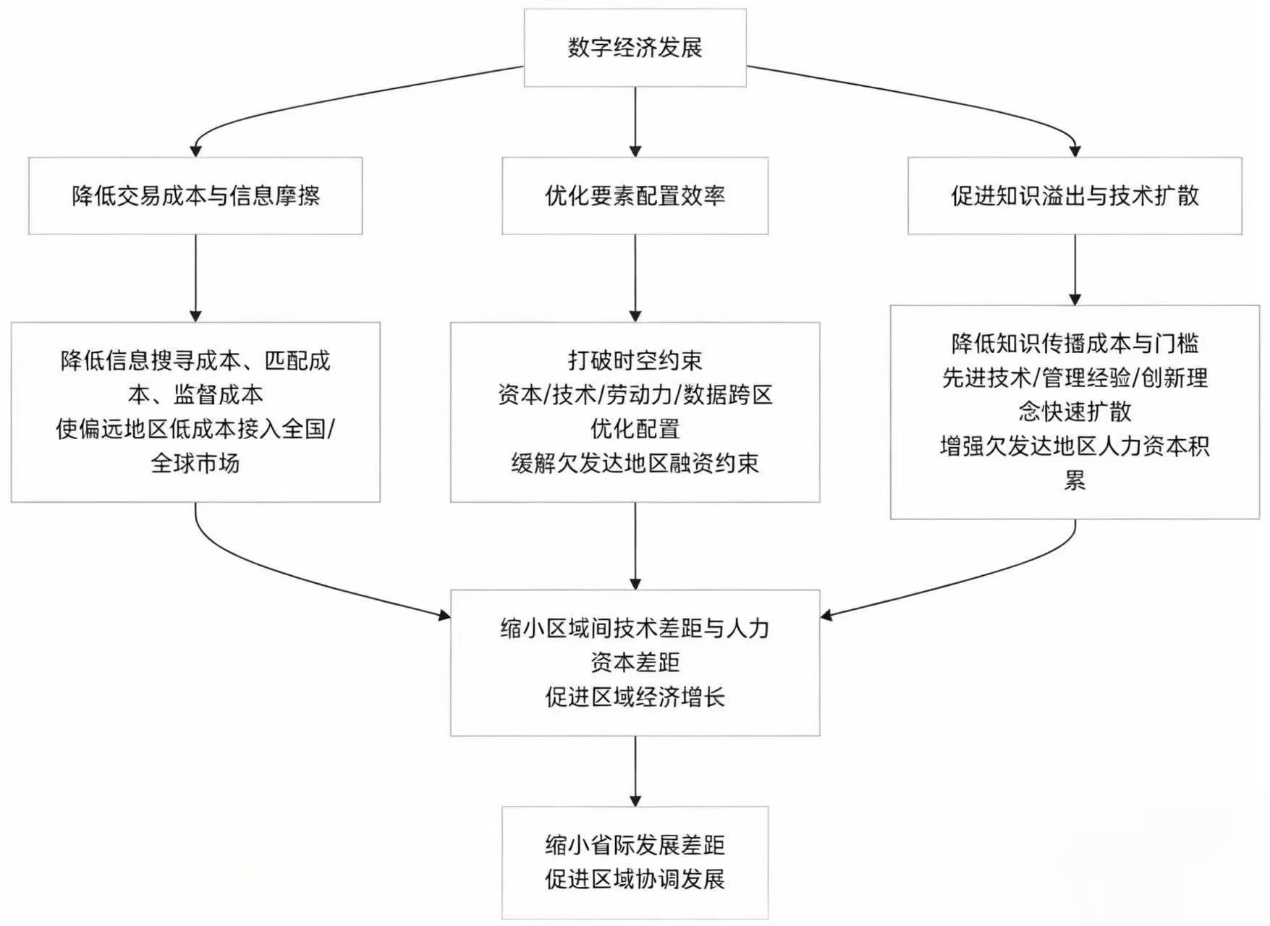 数字经济发展
降低交易成本与信息摩擦
优化要素配置效率
促进知识溢出与技术扩散
降低信息搜寻成本、匹配成
本、监督成本
使偏远地区低成本接入全国/
全球市场
打破时空约束
资本/技术/劳动力/数据跨区
优化配置
缓解欠发达地区融资约束
降低知识传播成本与门槛
先进技术/管理经验/创新理
念快速扩散
增强欠发达地区人力资本积
累
缩小区域间技术差距与人力
资本差距
促进区域经济增长
缩小省际发展差距
促进区域协调发展